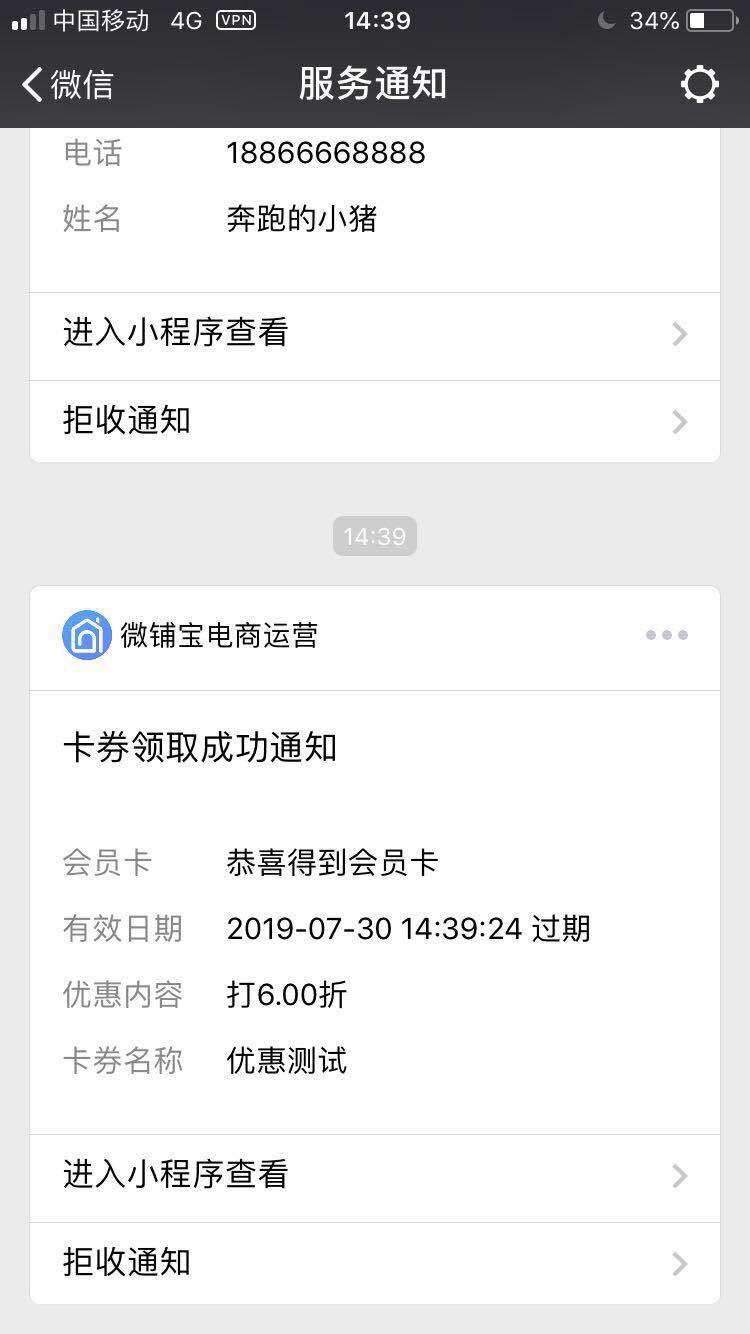 中国移动 4G VPN 14:39 34%
微信 服务通知
电话 18866668888
姓名 奔跑的小猪
进入小程序查看
拒收通知
14:39
微铺宝电商运营
卡券领取成功通知
会员卡 恭喜得到会员卡
有效日期 2019-07-30 14:39:24 过期
优惠内容 打6.00折
卡券名称 优惠测试
进入小程序查看
拒收通知